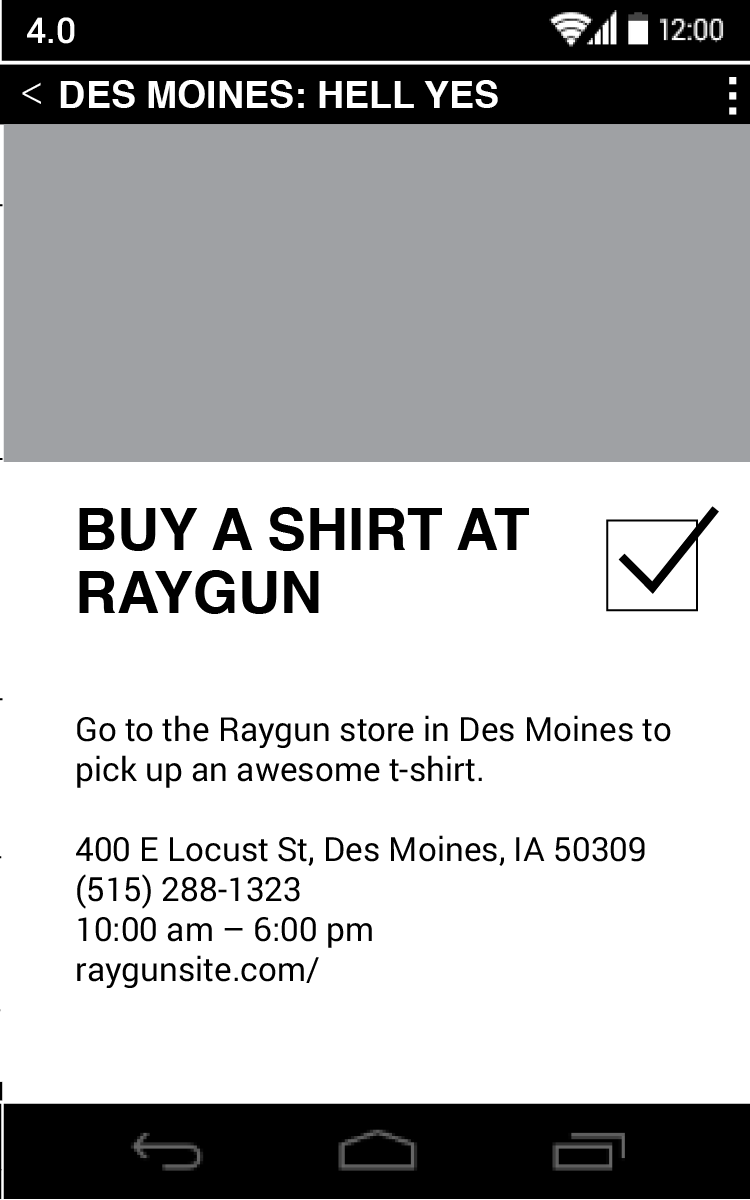 4.0 12:00
< DES MOINES: HELL YES
BUY A SHIRT AT
RAYGUN
Go to the Raygun store in Des Moines to
pick up an awesome t-shirt.
400 E Locust St, Des Moines, IA 50309
(515) 288-1323
10:00 am – 6:00 pm
raygunsite.com/